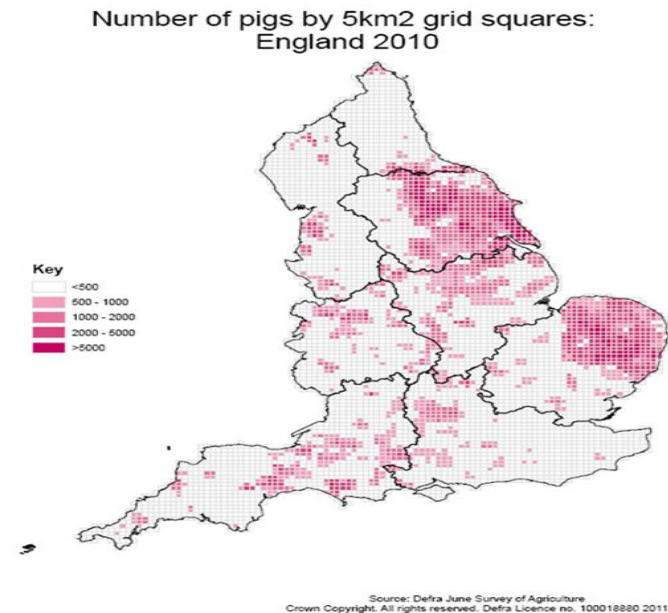 Number of pigs by 5km2 grid squares:
England 2010
Key
<500
500 - 1000
1000 - 2000
2000 - 5000
>5000
Source: Defra June Survey of Agriculture
Crown Copyright. All rights reserved. Defra Licence no. 100018880 2011